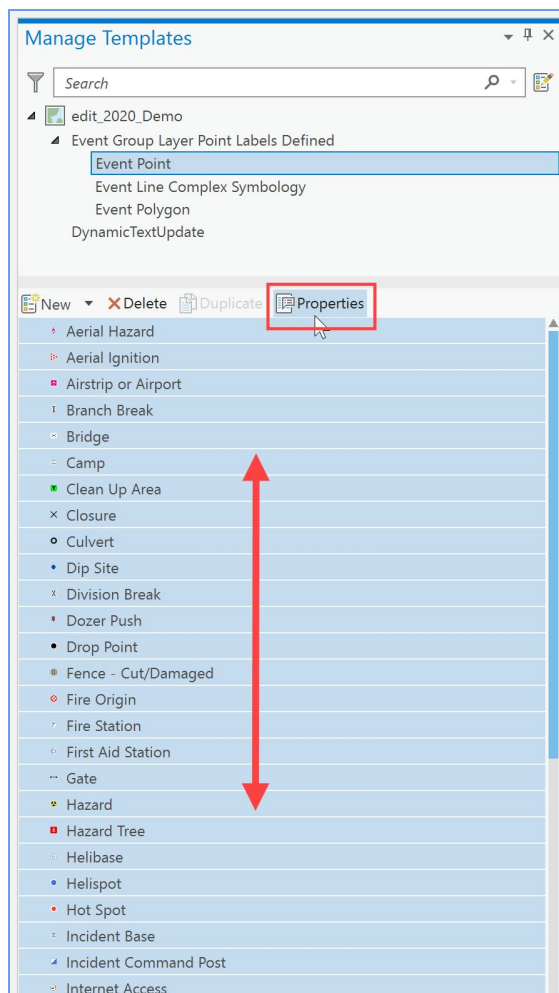 Manage Templates
Search
edit_2020_Demo
Event Group Layer Point Labels Defined
Event Point
Event Line Complex Symbology
Event Polygon
DynamicTextUpdate
New Delete Duplicate Properties
Aerial Hazard
Aerial Ignition
Airstrip or Airport
Branch Break
Bridge
Camp
Clean Up Area
Closure
Culvert
Dip Site
Division Break
Dozer Push
Drop Point
Fence - Cut/Damaged
Fire Origin
Fire Station
First Aid Station
Gate
Hazard
Hazard Tree
Helibase
Helispot
Hot Spot
Incident Base
Incident Command Post
Internet Access